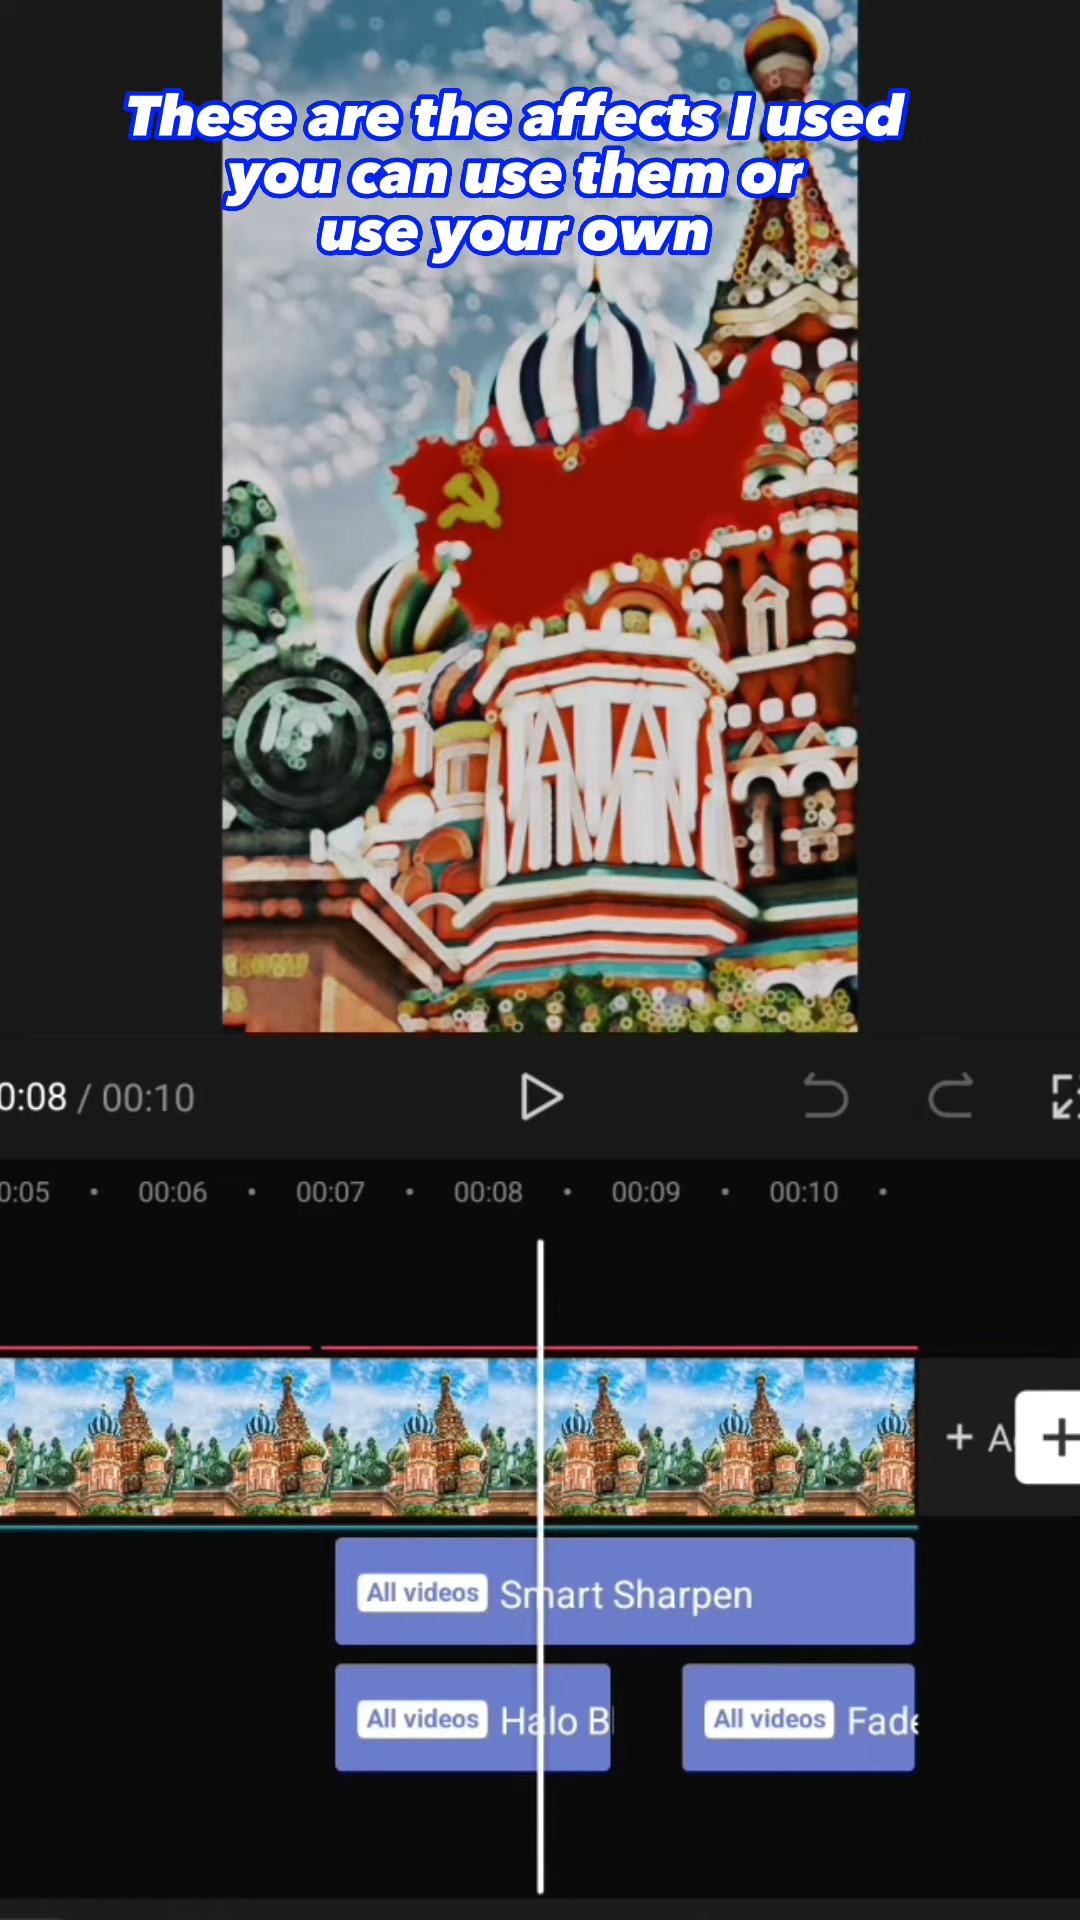 These are the affects I used
you can use them or
use your own
0:08 / 00:10
0:05 00:06 00:07 00:08 00:09 00:10
+ A
All videos Smart Sharpen
All videos Halo B
All videos Fade